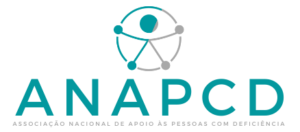 ANAPCD
ASSOCIAÇÃO NACIONAL DE APOIO ÀS PESSOAS COM DEFICIÊNCIA